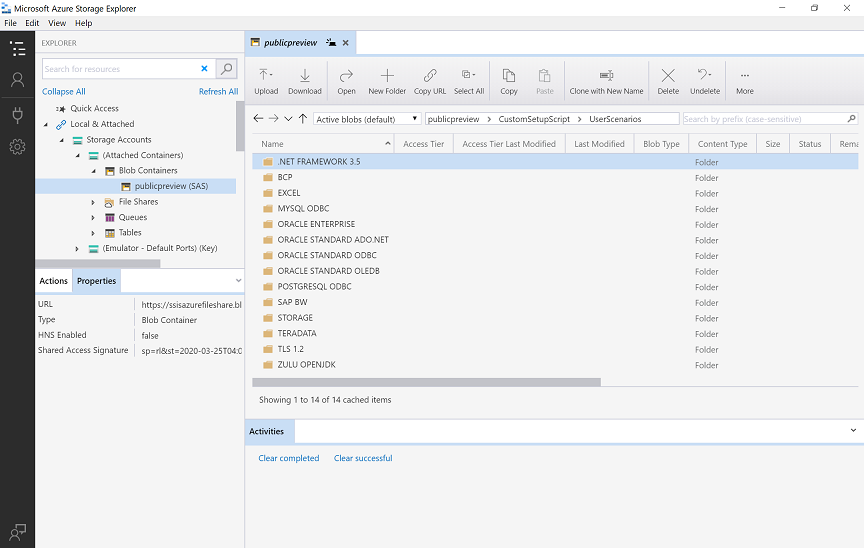 Microsoft Azure Storage Explorer
File Edit View Help
EXPLORER
Search for resources
Collapse All Refresh All
Quick Access
Local & Attached
Storage Accounts
(Attached Containers)
Blob Containers
publicpreview (SAS)
File Shares
Queues
Tables
(Emulator - Default Ports) (Key)
Actions Properties
URL https://ssisazurefileshare.bl
Type Blob Container
HNS Enabled false
Shared Access Signature sp=rl&st=2020-03-25T04:0
publicpreview
Upload Download Open New Folder Copy URL Select All Copy Paste Clone with New Name Delete Undelete More
Active blobs (default) publicpreview CustomSetupScript UserScenarios Search by prefix (case-sensitive)
Name Access Tier Access Tier Last Modified Last Modified Blob Type Content Type Size Status Rema
.NET FRAMEWORK 3.5 Folder
BCP Folder
EXCEL Folder
MYSQL ODBC Folder
ORACLE ENTERPRISE Folder
ORACLE STANDARD ADO.NET Folder
ORACLE STANDARD ODBC Folder
ORACLE STANDARD OLEDB Folder
POSTGRESQL ODBC Folder
SAP BW Folder
STORAGE Folder
TERADATA Folder
TLS 1.2 Folder
ZULU OPENJDK Folder
Showing 1 to 14 of 14 cached items
Activities
Clear completed Clear successful